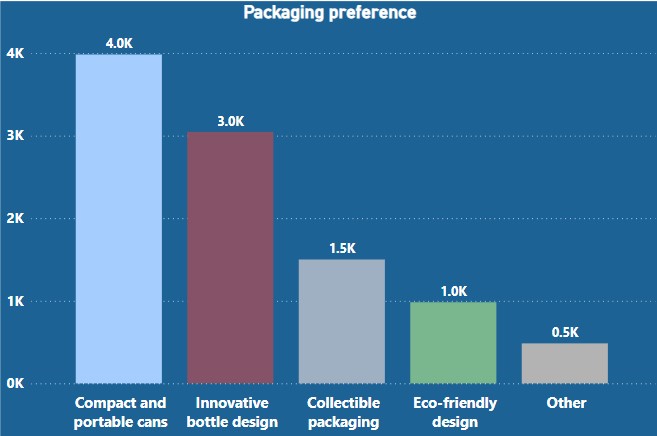 Packaging preference
4K
3K
2K
1K
0K
4.0K
3.0K
1.5K
1.0K
0.5K
Compact and
portable cans
Innovative
bottle design
Collectible
packaging
Eco-friendly
design
Other